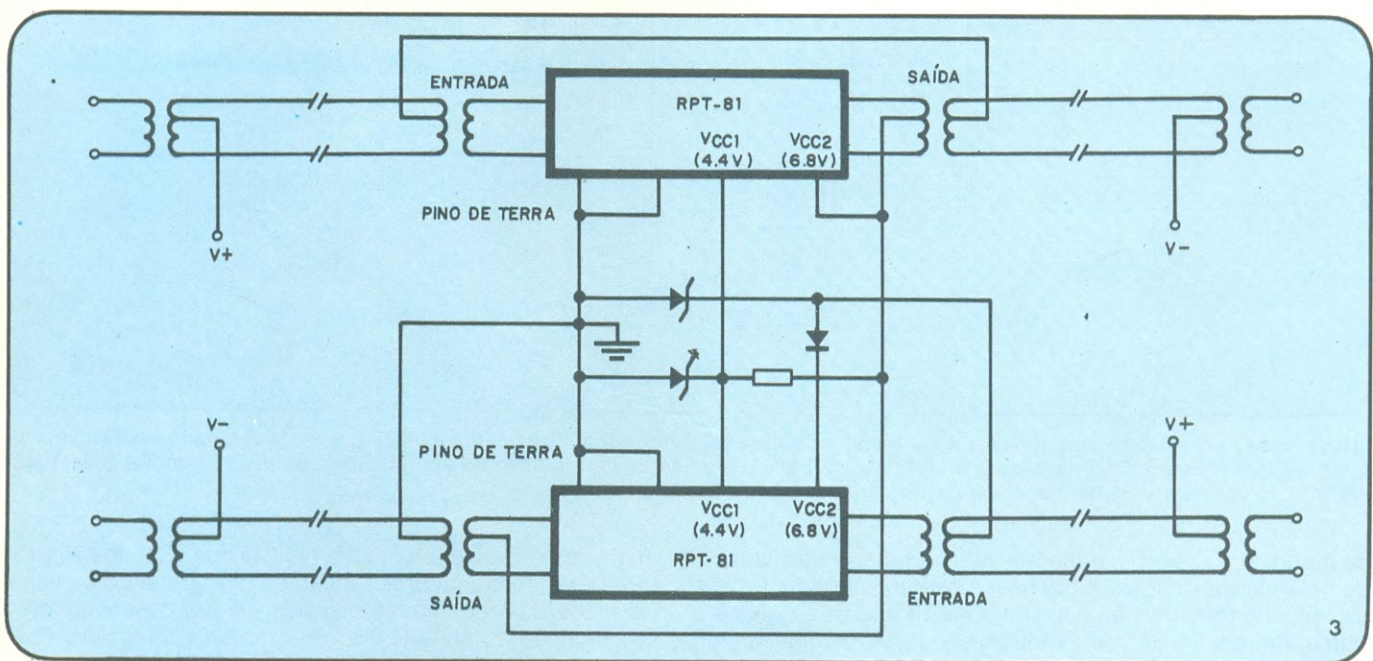 ENTRADA
RPT-81
SAÍDA
VCC1
(4.4V)
VCC2
(6.8V)
PINO DE TERRA
V+
V-
V-
V+
PINO DE TERRA
VCC1
(4.4V)
VCC2
(6.8V)
RPT-81
SAÍDA
ENTRADA
3